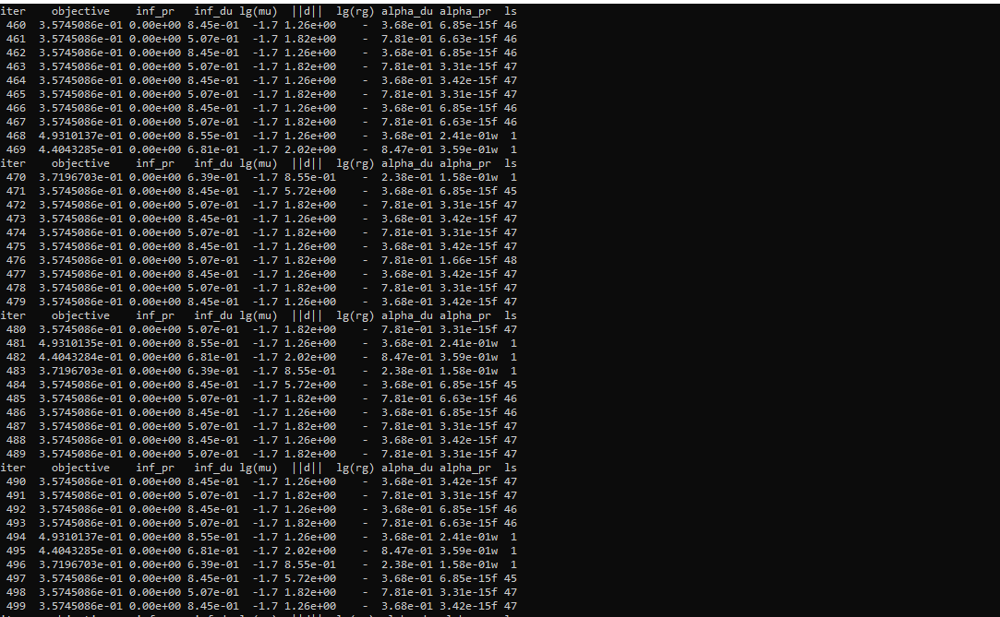 iter    objective    inf_pr   inf_du lg(mu)  ||d||  lg(rg) alpha_du alpha_pr  ls
 460  3.5745086e-01 0.00e+00 8.45e-01  -1.7 1.26e+00    -  3.68e-01 6.85e-15f 46
 461  3.5745086e-01 0.00e+00 5.07e-01  -1.7 1.82e+00    -  7.81e-01 6.63e-15f 46
 462  3.5745086e-01 0.00e+00 8.45e-01  -1.7 1.26e+00    -  3.68e-01 6.85e-15f 46
 463  3.5745086e-01 0.00e+00 5.07e-01  -1.7 1.82e+00    -  7.81e-01 3.31e-15f 47
 464  3.5745086e-01 0.00e+00 8.45e-01  -1.7 1.26e+00    -  3.68e-01 3.42e-15f 47
 465  3.5745086e-01 0.00e+00 5.07e-01  -1.7 1.82e+00    -  7.81e-01 3.31e-15f 47
 466  3.5745086e-01 0.00e+00 8.45e-01  -1.7 1.26e+00    -  3.68e-01 6.85e-15f 46
 467  3.5745086e-01 0.00e+00 5.07e-01  -1.7 1.82e+00    -  7.81e-01 6.63e-15f 46
 468  4.9310137e-01 0.00e+00 8.55e-01  -1.7 1.26e+00    -  3.68e-01 2.41e-01w  1
 469  4.4043285e-01 0.00e+00 6.81e-01  -1.7 2.02e+00    -  8.47e-01 3.59e-01w  1
iter    objective    inf_pr   inf_du lg(mu)  ||d||  lg(rg) alpha_du alpha_pr  ls
 470  3.7196703e-01 0.00e+00 6.39e-01  -1.7 8.55e-01    -  2.38e-01 1.58e-01w  1
 471  3.5745086e-01 0.00e+00 8.45e-01  -1.7 5.72e+00    -  3.68e-01 6.85e-15f 45
 472  3.5745086e-01 0.00e+00 5.07e-01  -1.7 1.82e+00    -  7.81e-01 3.31e-15f 47
 473  3.5745086e-01 0.00e+00 8.45e-01  -1.7 1.26e+00    -  3.68e-01 3.42e-15f 47
 474  3.5745086e-01 0.00e+00 5.07e-01  -1.7 1.82e+00    -  7.81e-01 3.31e-15f 47
 475  3.5745086e-01 0.00e+00 8.45e-01  -1.7 1.26e+00    -  3.68e-01 3.42e-15f 47
 476  3.5745086e-01 0.00e+00 5.07e-01  -1.7 1.82e+00    -  7.81e-01 1.66e-15f 48
 477  3.5745086e-01 0.00e+00 8.45e-01  -1.7 1.26e+00    -  3.68e-01 3.42e-15f 47
 478  3.5745086e-01 0.00e+00 5.07e-01  -1.7 1.82e+00    -  7.81e-01 3.31e-15f 47
 479  3.5745086e-01 0.00e+00 8.45e-01  -1.7 1.26e+00    -  3.68e-01 3.42e-15f 47
iter    objective    inf_pr   inf_du lg(mu)  ||d||  lg(rg) alpha_du alpha_pr  ls
 480  3.5745086e-01 0.00e+00 5.07e-01  -1.7 1.82e+00    -  7.81e-01 3.31e-15f 47
 481  4.9310135e-01 0.00e+00 8.55e-01  -1.7 1.26e+00    -  3.68e-01 2.41e-01w  1
 482  4.4043284e-01 0.00e+00 6.81e-01  -1.7 2.02e+00    -  8.47e-01 3.59e-01w  1
 483  3.7196703e-01 0.00e+00 6.39e-01  -1.7 8.55e-01    -  2.38e-01 1.58e-01w  1
 484  3.5745086e-01 0.00e+00 8.45e-01  -1.7 5.72e+00    -  3.68e-01 6.85e-15f 45
 485  3.5745086e-01 0.00e+00 5.07e-01  -1.7 1.82e+00    -  7.81e-01 6.63e-15f 46
 486  3.5745086e-01 0.00e+00 8.45e-01  -1.7 1.26e+00    -  3.68e-01 6.85e-15f 46
 487  3.5745086e-01 0.00e+00 5.07e-01  -1.7 1.82e+00    -  7.81e-01 3.31e-15f 47
 488  3.5745086e-01 0.00e+00 8.45e-01  -1.7 1.26e+00    -  3.68e-01 3.42e-15f 47
 489  3.5745086e-01 0.00e+00 5.07e-01  -1.7 1.82e+00    -  7.81e-01 3.31e-15f 47
iter    objective    inf_pr   inf_du lg(mu)  ||d||  lg(rg) alpha_du alpha_pr  ls
 490  3.5745086e-01 0.00e+00 8.45e-01  -1.7 1.26e+00    -  3.68e-01 3.42e-15f 47
 491  3.5745086e-01 0.00e+00 5.07e-01  -1.7 1.82e+00    -  7.81e-01 3.31e-15f 47
 492  3.5745086e-01 0.00e+00 8.45e-01  -1.7 1.26e+00    -  3.68e-01 6.85e-15f 46
 493  3.5745086e-01 0.00e+00 5.07e-01  -1.7 1.82e+00    -  7.81e-01 6.63e-15f 46
 494  4.9310137e-01 0.00e+00 8.55e-01  -1.7 1.26e+00    -  3.68e-01 2.41e-01w  1
 495  4.4043285e-01 0.00e+00 6.81e-01  -1.7 2.02e+00    -  8.47e-01 3.59e-01w  1
 496  3.7196703e-01 0.00e+00 6.39e-01  -1.7 8.55e-01    -  2.38e-01 1.58e-01w  1
 497  3.5745086e-01 0.00e+00 8.45e-01  -1.7 5.72e+00    -  3.68e-01 6.85e-15f 45
 498  3.5745086e-01 0.00e+00 5.07e-01  -1.7 1.82e+00    -  7.81e-01 3.31e-15f 47
 499  3.5745086e-01 0.00e+00 8.45e-01  -1.7 1.26e+00    -  3.68e-01 3.42e-15f 47